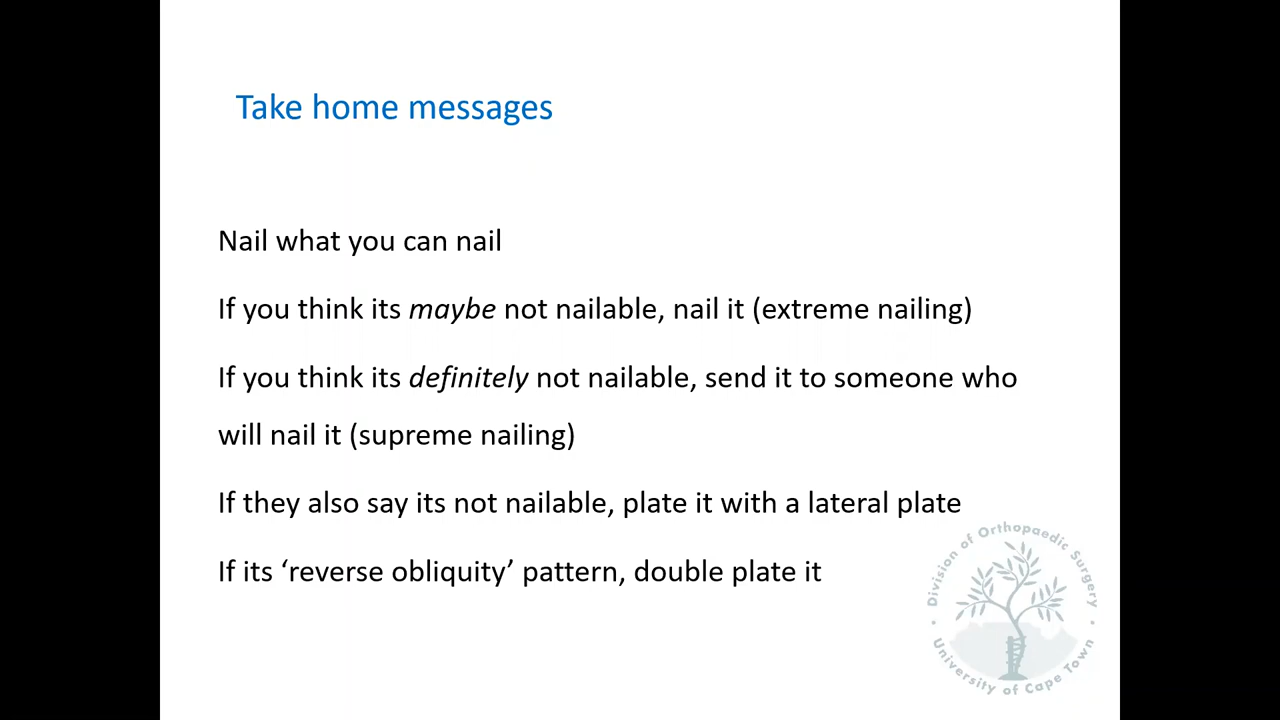 Take home messages
Nail what you can nail
If you think its maybe not nailable, nail it (extreme nailing)
If you think its definitely not nailable, send it to someone who
will nail it (supreme nailing)
If they also say its not nailable, plate it with a lateral plate
If its ‘reverse obliquity’ pattern, double plate it
Division of Orthopaedic Surgery
University of Cape Town